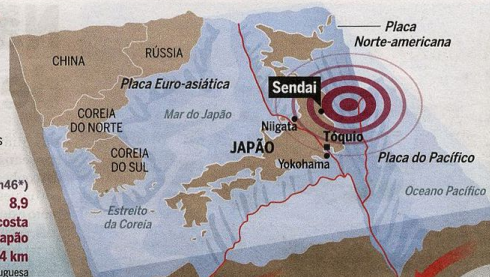 Placa
Norte-americana
RÚSSIA
CHINA
Placa Euro-asiática
Sendai
Mar do Japão
COREIA
DO NORTE
Niigata
Tóquio
JAPÃO
COREIA
DO SUL
Yokohama
Placa do Pacífico
Oceano Pacífico
Estreito
da Coreia
46*)
8,9
costa
4 km